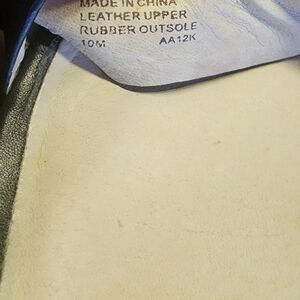 MADE IN CHINA
LEATHER UPPER
RUBBER OUTSOLE
10M AA12K